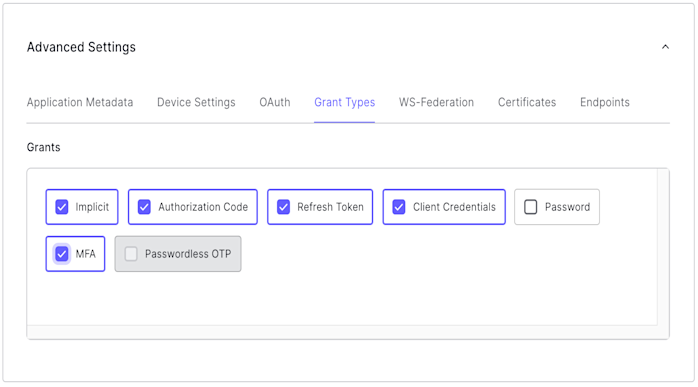 Advanced Settings
Application Metadata Device Settings OAuth Grant Types WS-Federation Certificates Endpoints
Grants
Implicit Authorization Code Refresh Token Client Credentials Password
MFA Passwordless OTP